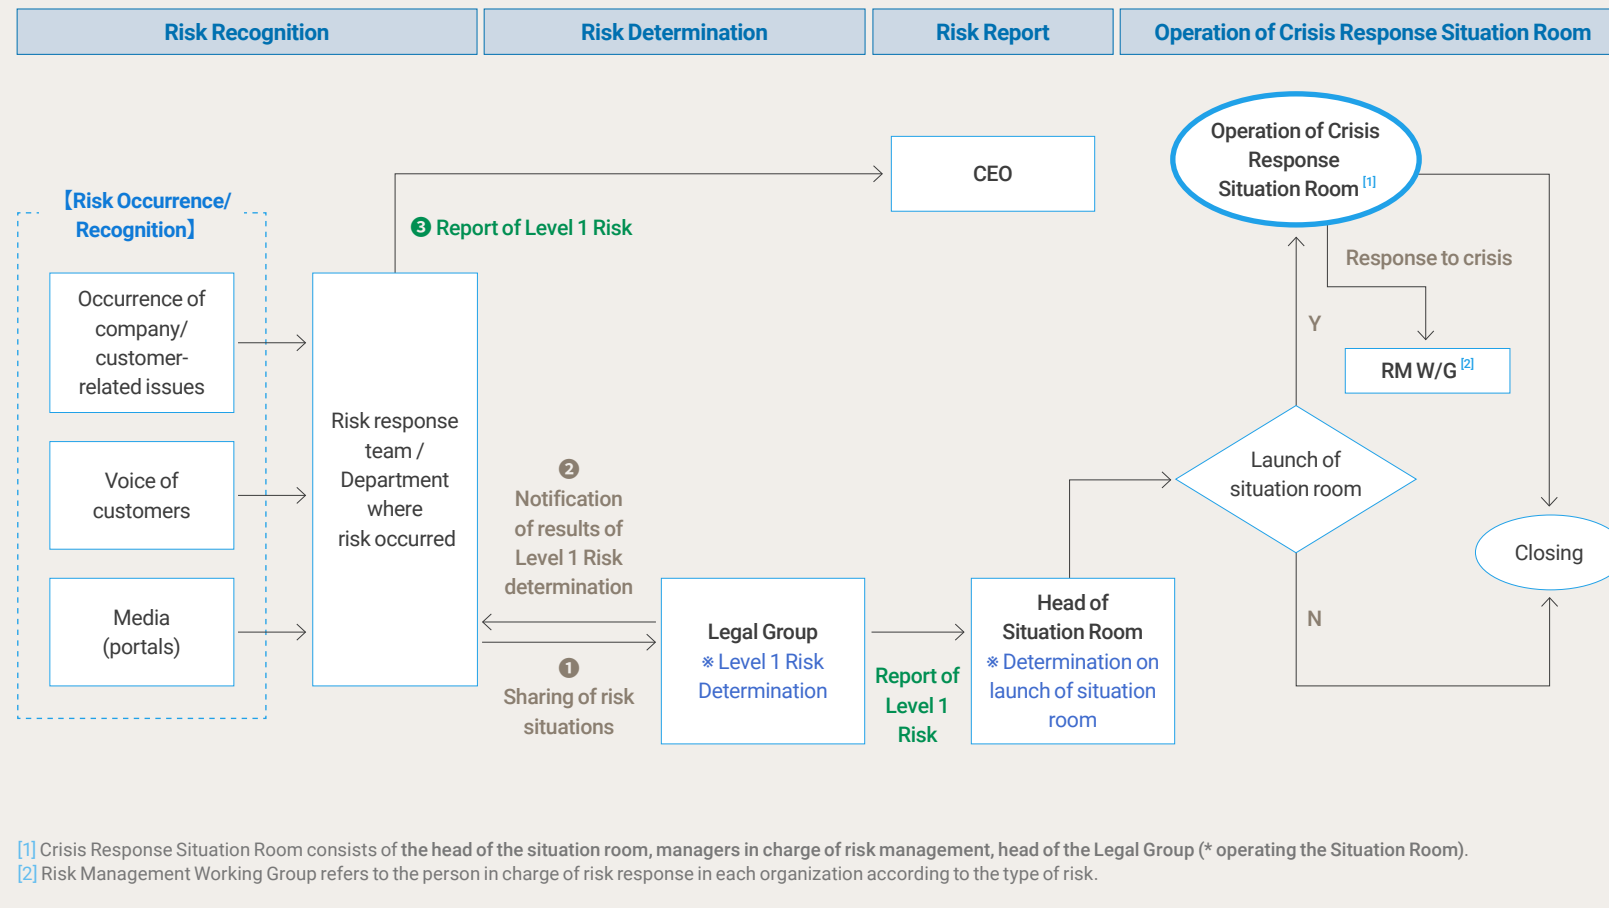 Risk Recognition
Risk Determination
Risk Report
Operation of Crisis Response Situation Room
【Risk Occurrence/
Recognition】
Occurrence of
company/
customer-
related issues
Voice of
customers
Media
(portals)
Risk response
team /
Department
where
risk occurred
❸ Report of Level 1 Risk
CEO
❷
Notification
of results of
Level 1 Risk
determination
❶
Sharing of risk
situations
Legal Group
※ Level 1 Risk
Determination
Report of
Level 1
Risk
Head of
Situation Room
※ Determination on
launch of situation
room
Operation of Crisis
Response
Situation Room [1]
Response to crisis
Y
RM W/G [2]
Launch of
situation room
N
Closing
[1] Crisis Response Situation Room consists of the head of the situation room, managers in charge of risk management, head of the Legal Group (* operating the Situation Room).
[2] Risk Management Working Group refers to the person in charge of risk response in each organization according to the type of risk.